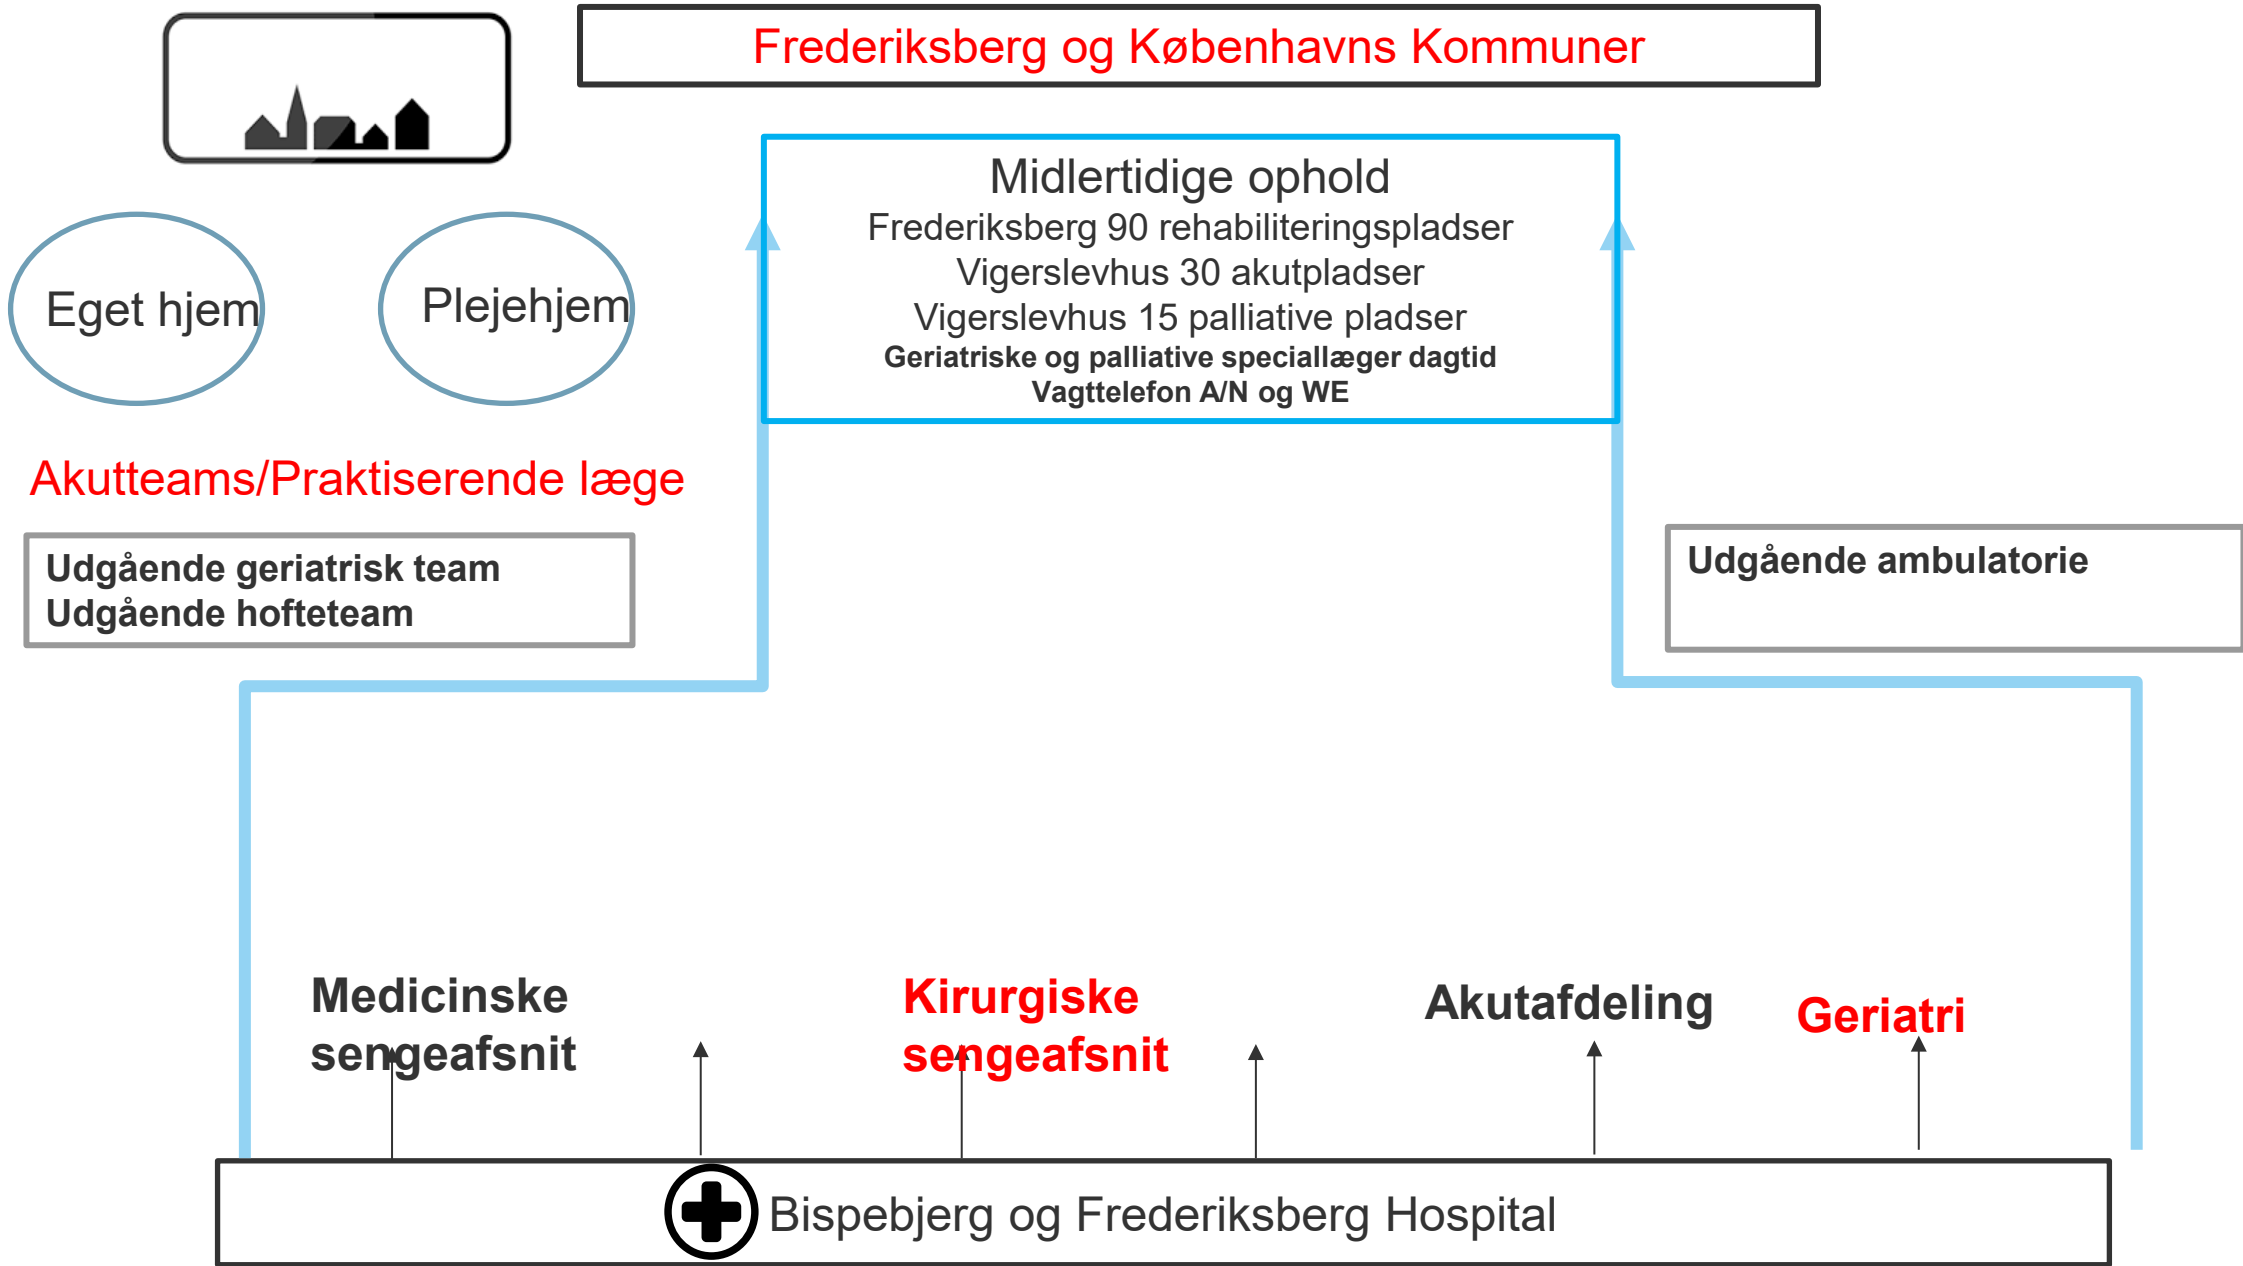 Frederiksberg og Københavns Kommuner
Midlertidige ophold
Frederiksberg 90 rehabiliteringspladser
Vigerslevhus 30 akutpladser
Vigerslevhus 15 palliative pladser
Geriatriske og palliative speciallæger dagtid
Vagttelefon A/N og WE
Eget hjem
Plejehjem
Akutteams/Praktiserende læge
Udgående geriatrisk team
Udgående hofteteam
Udgående ambulatorie
Medicinske
sengeafsnit
Kirurgiske
sengeafsnit
Akutafdeling
Geriatri
Bispebjerg og Frederiksberg Hospital